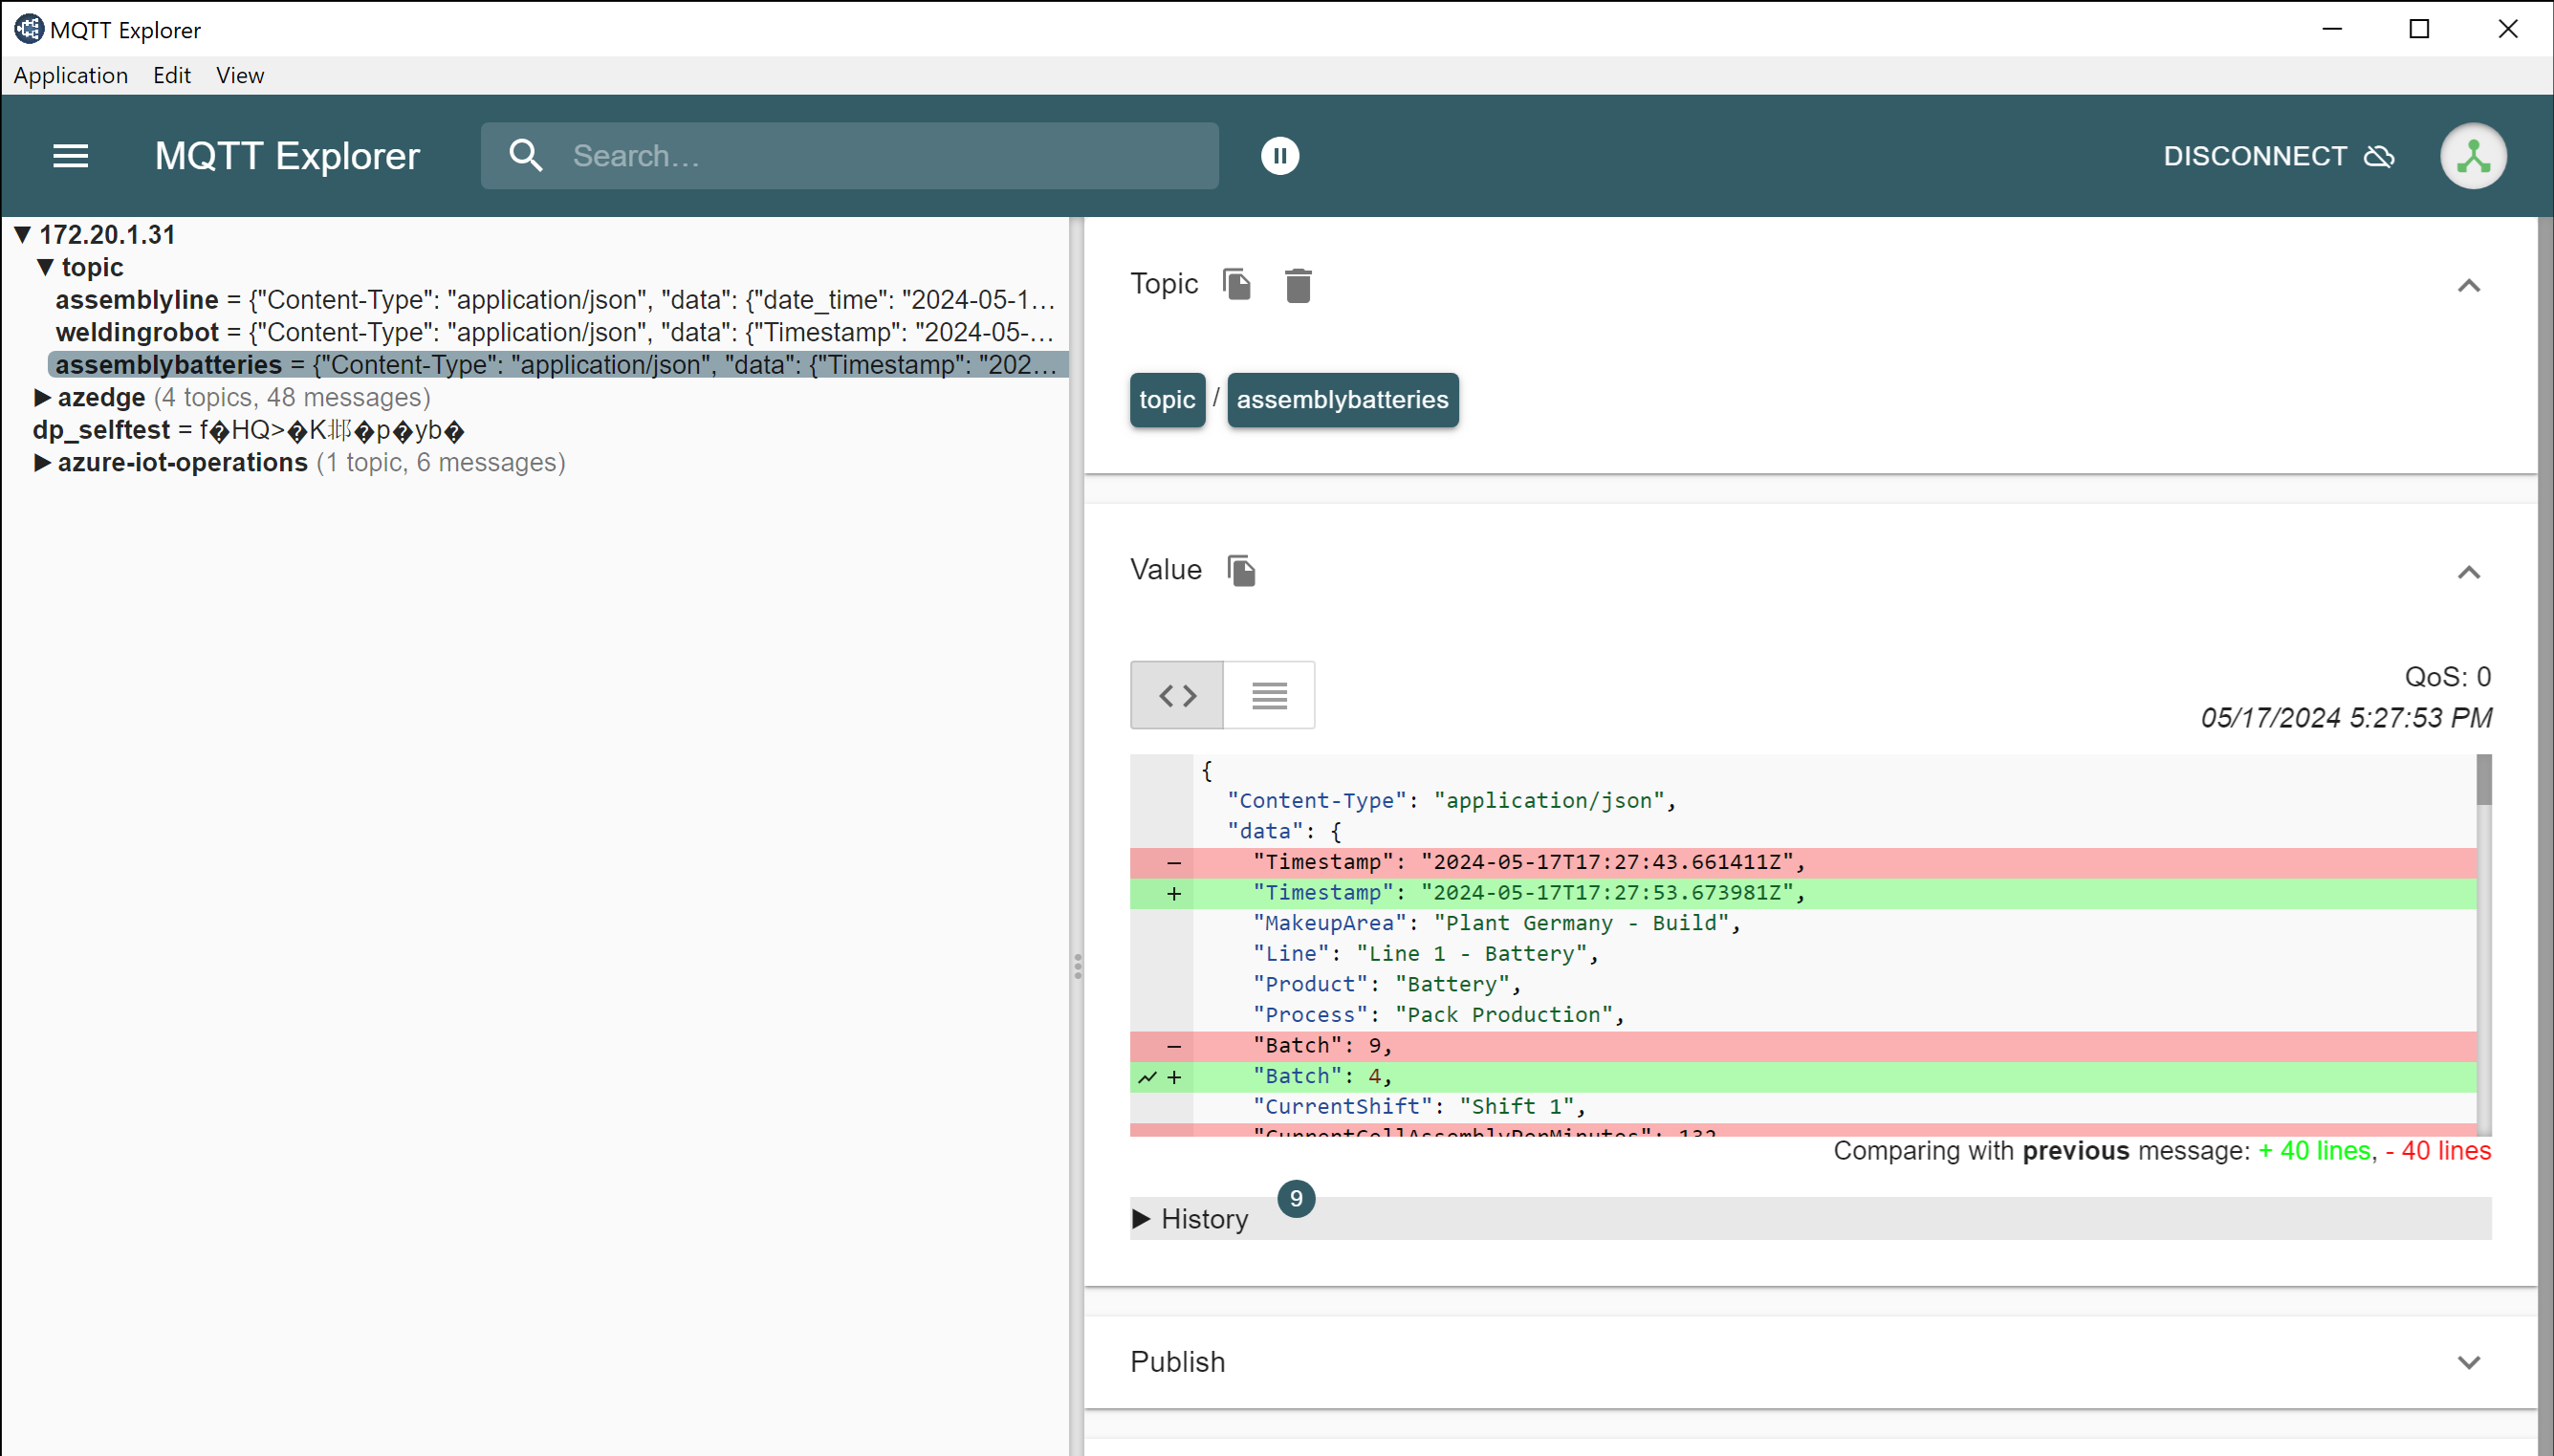 MQTT Explorer
Application Edit View
MQTT Explorer Search... DISCONNECT
▼ 172.20.1.31
▼ topic
assemblyline = {"Content-Type": "application/json", "data": {"date_time": "2024-05-1...
weldingrobot = {"Content-Type": "application/json", "data": {"Timestamp": "2024-05-...
assemblybatteries = {"Content-Type": "application/json", "data": {"Timestamp": "202...
▶ azedge (4 topics, 48 messages)
dp_selftest = f�HQ>�K�p�yb�
▶ azure-iot-operations (1 topic, 6 messages)
Topic
topic / assemblybatteries
Value
QoS: 0
05/17/2024 5:27:53 PM
{
"Content-Type": "application/json",
"data": {
- "Timestamp": "2024-05-17T17:27:43.661411Z",
+ "Timestamp": "2024-05-17T17:27:53.673981Z",
"MakeupArea": "Plant Germany - Build",
"Line": "Line 1 - Battery",
"Product": "Battery",
"Process": "Pack Production",
- "Batch": 9,
+ "Batch": 4,
"CurrentShift": "Shift 1",
"CurrentCellAssemblyPerMinutes": 132
Comparing with previous message: + 40 lines, - 40 lines
▶ History 9
Publish